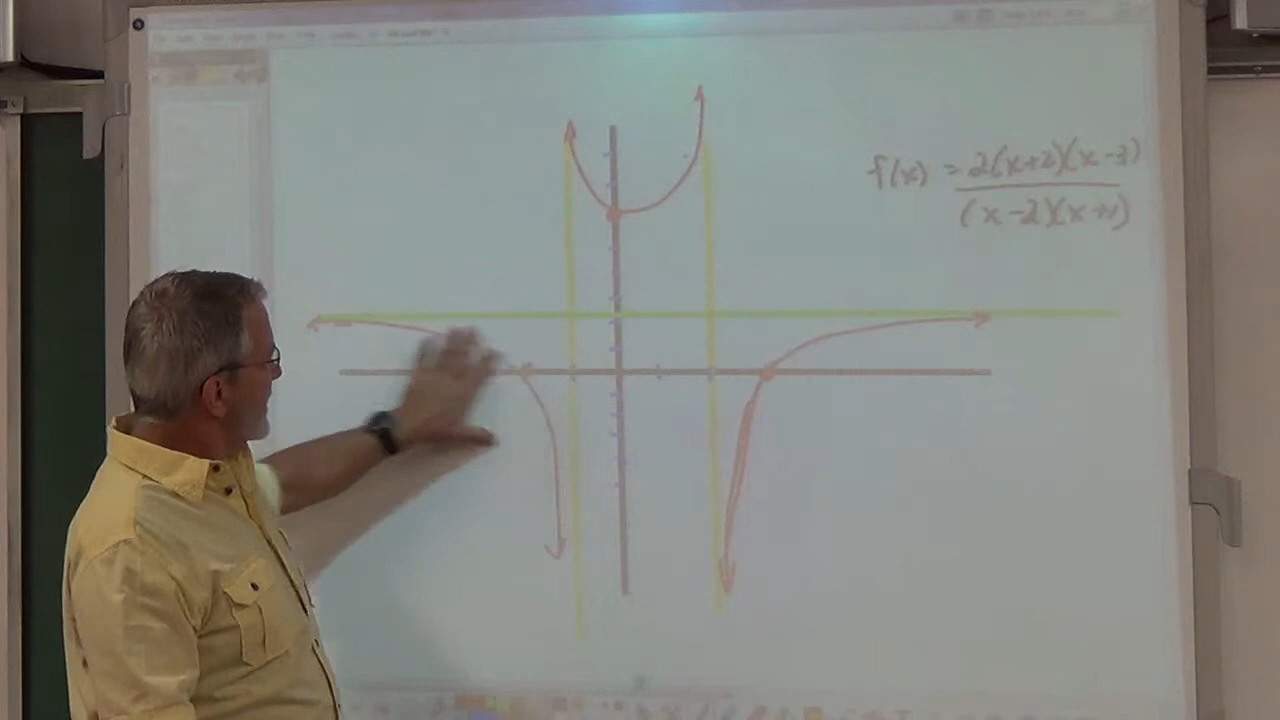 f(x) = 2(x+2)(x-3)
(x-2)(x+1)